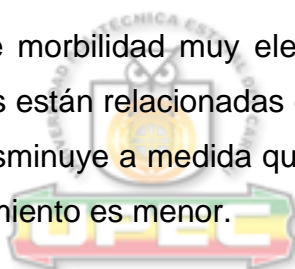 e morbilidad muy ele
s están relacionadas
sminuye a medida qu
miento es menor.
UPEC